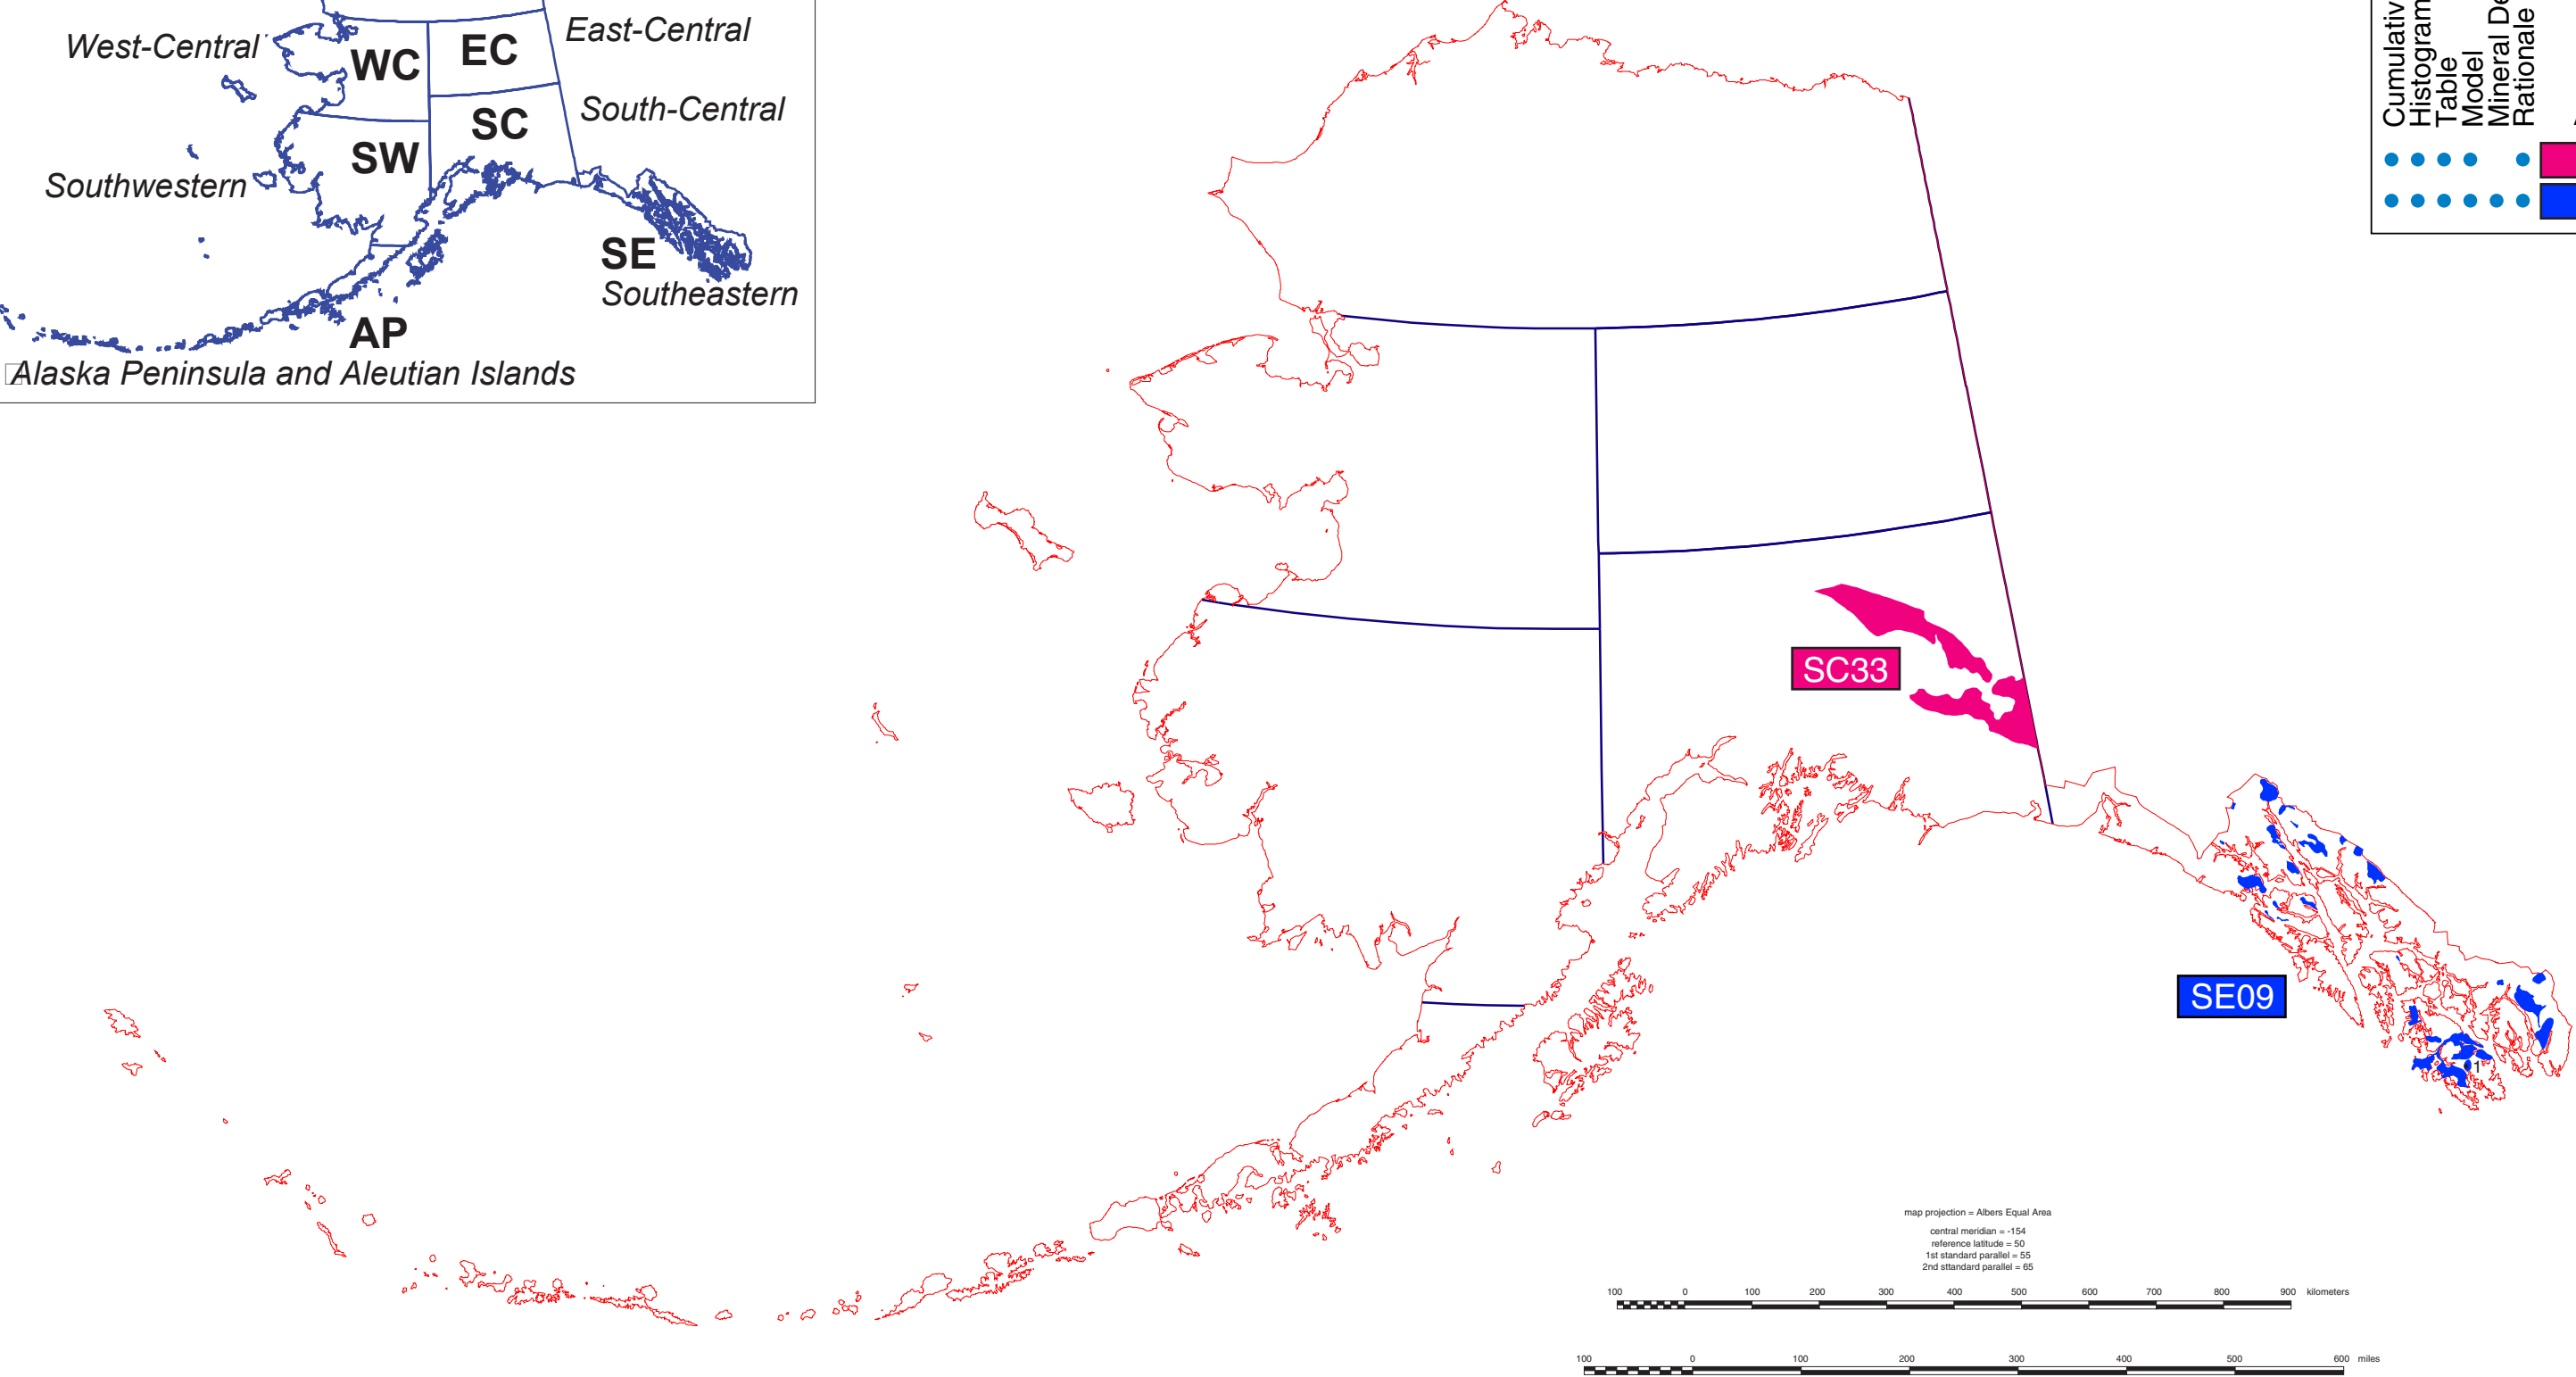 West-Central
WC
EC
East-Central
SC
South-Central
SW
Southwestern
SE
Southeastern
AP
Alaska Peninsula and Aleutian Islands
Histogram
Table
Model
Mineral
Rationale
SC33
SE09
1
map projection = Albers Equal Area
central meridian = -154
reference latitude = 50
1st standard parallel = 55
2nd sttandard parallel = 65
100 0 100 200 300 400 500 600 700 800 900 kilometers
100 0 100 200 300 400 500 600 miles